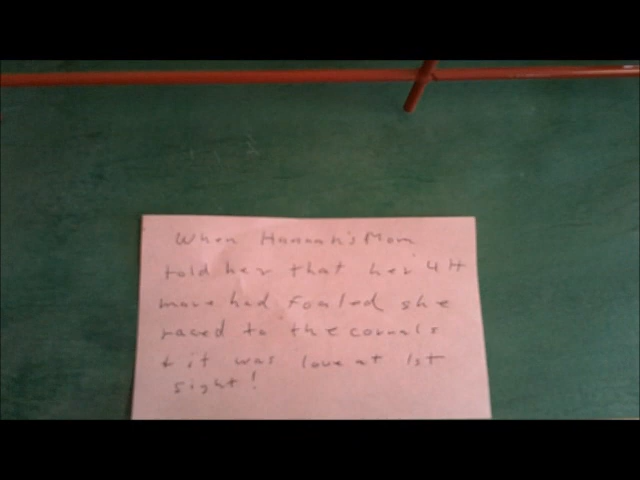 When Hannah's Mom
told her that her 4H
mare had foaled she
raced to the corrals
+ it was love at 1st
sight!